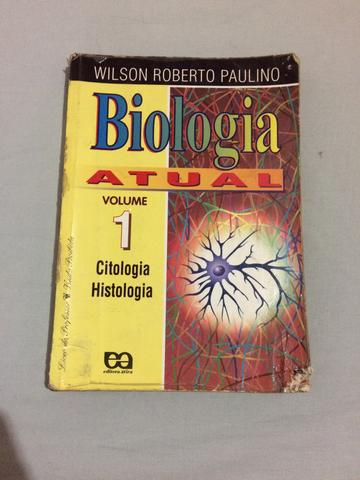 WILSON ROBERTO PAULINO
Biologia
ATUAL
VOLUME
1
Citologia
Histologia
editora ática